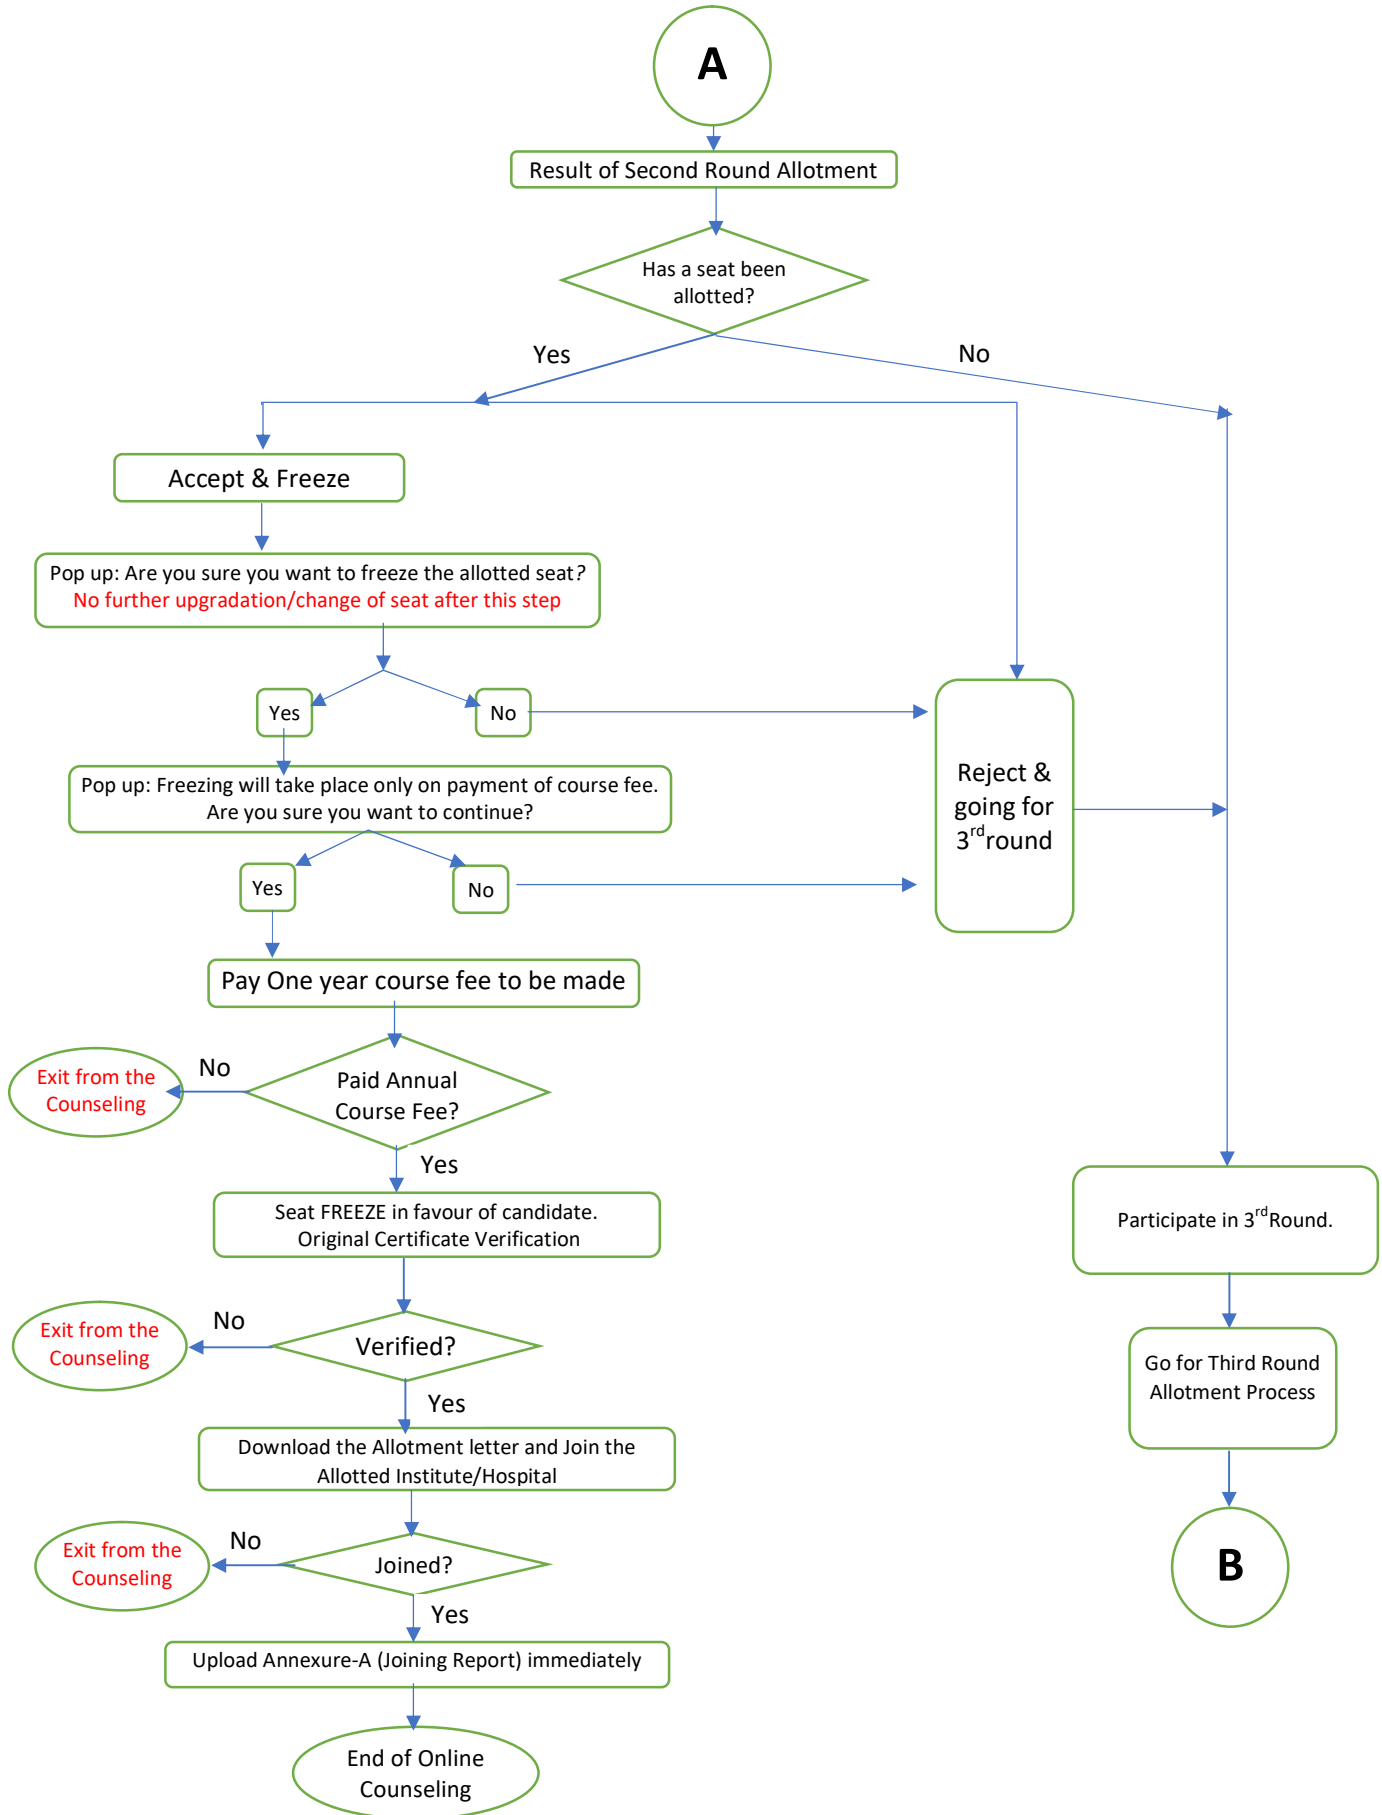 A
Result of Second Round Allotment
Has a seat been
allotted?
Yes
No
Accept & Freeze
Pop up: Are you sure you want to freeze the allotted seat?
No further upgradation/change of seat after this step
Yes
No
Pop up: Freezing will take place only on payment of course fee.
Are you sure you want to continue?
Reject &
going for
3rd round
Yes
No
Pay One year course fee to be made
Paid Annual
Course Fee?
No
Exit from the
Counseling
Yes
Seat FREEZE in favour of candidate.
Original Certificate Verification
Participate in 3rd Round.
Verified?
No
Exit from the
Counseling
Go for Third Round
Allotment Process
Yes
Download the Allotment letter and Join the
Allotted Institute/Hospital
Joined?
No
Exit from the
Counseling
B
Yes
Upload Annexure-A (Joining Report) immediately
End of Online
Counseling